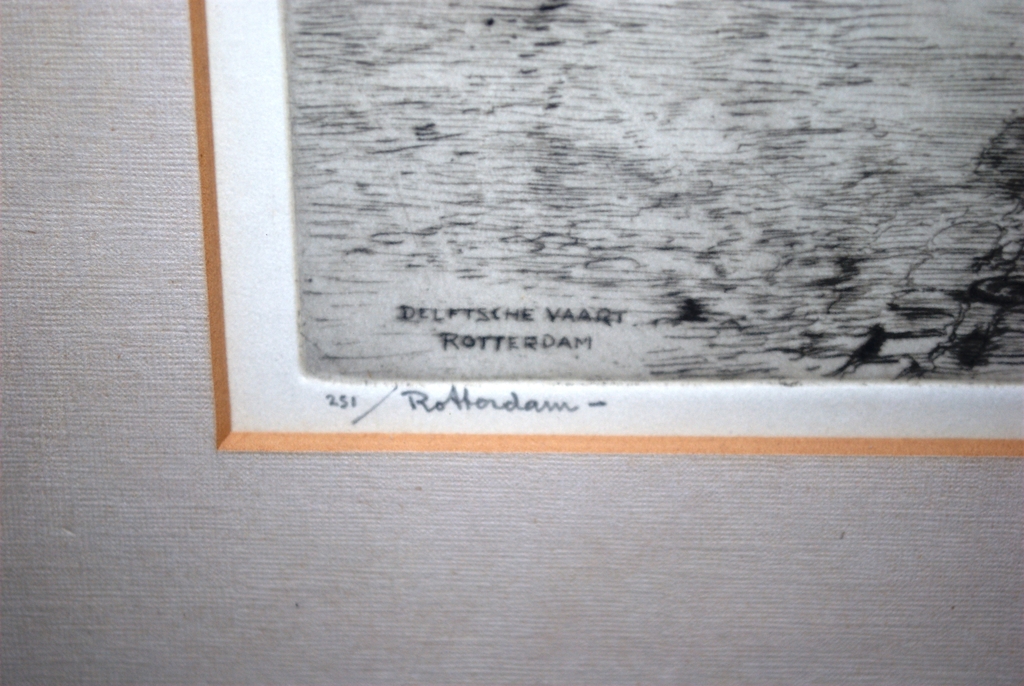 DELFTSCHE VAART
ROTTERDAM
251 / Rotterdam -